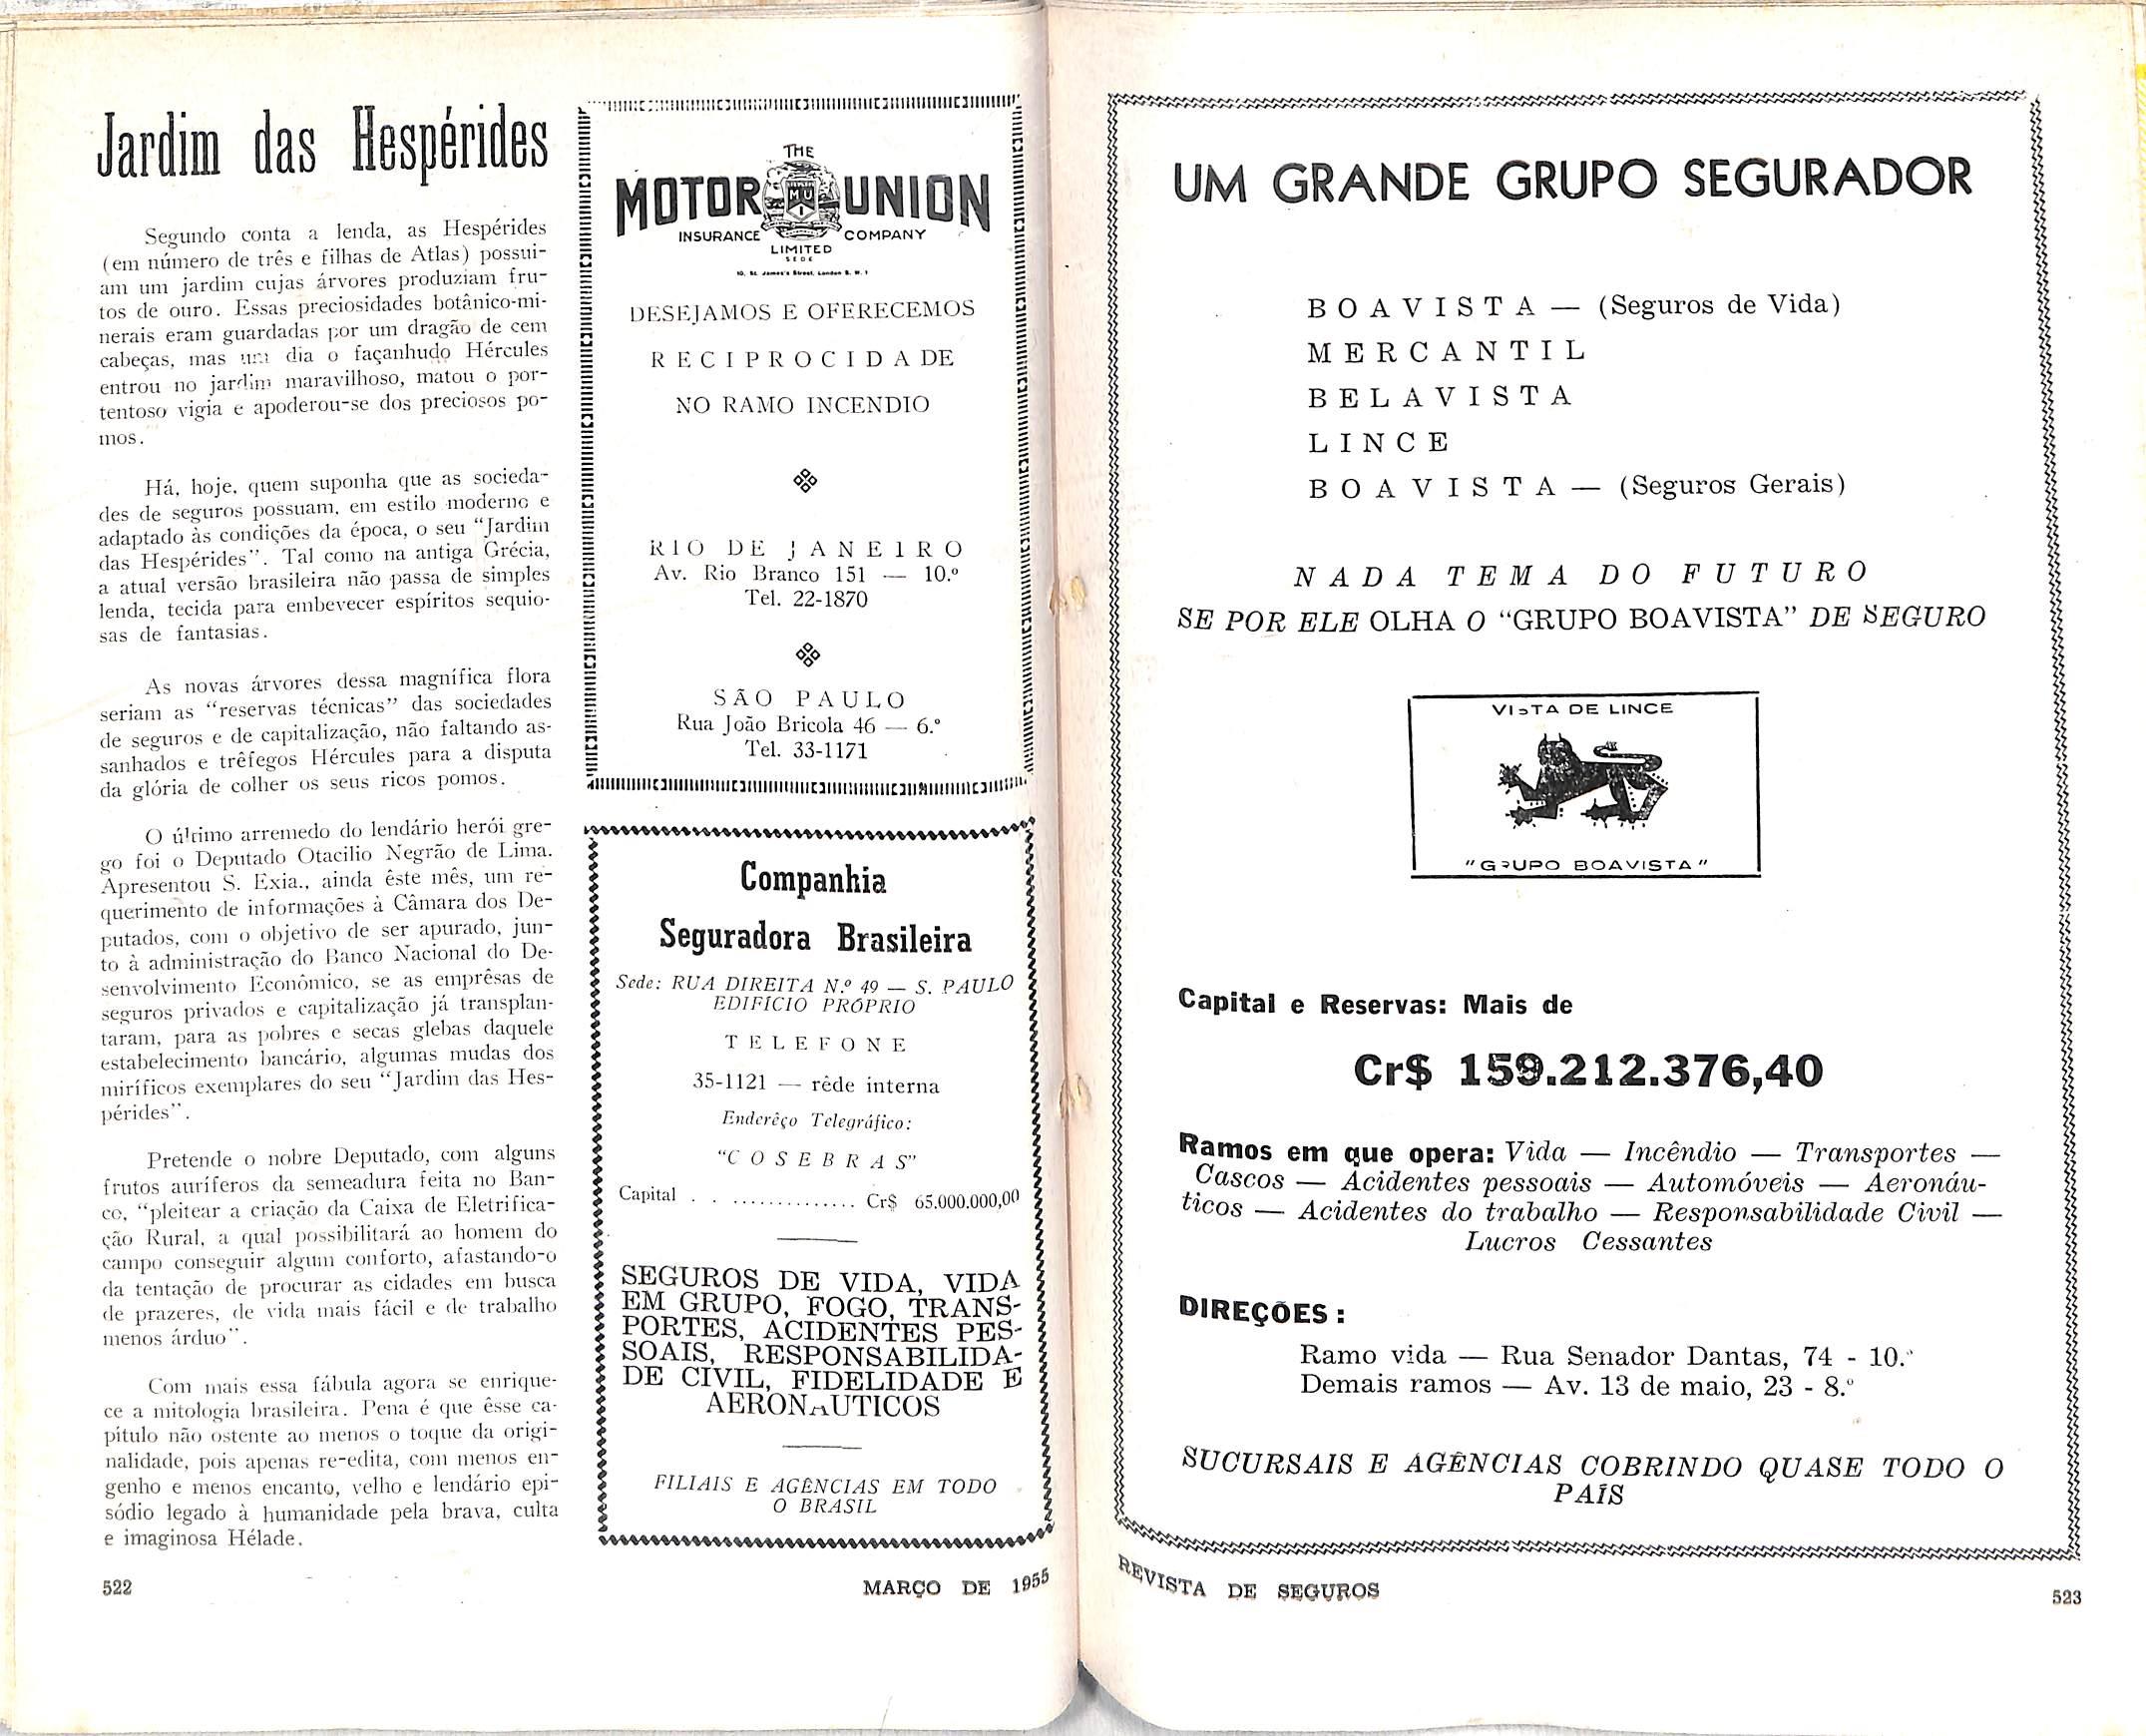 Jardim das Hespérides
Segundo conta a lenda, as Hespérides
(em número de três e filhas de Atlas) possui-
am um jardim cujas árvores produziam fru-
tos de ouro. Essas preciosidades botânico-mi-
nerais eram guardadas por um dragão de cem
cabeças, mas um dia o façanhudo Hércules
entrou no jardim maravilhoso, matou o por-
tentoso vigia e apoderou-se dos preciosos po-
mos.
Há, hoje, quem suponha que as socieda-
des de seguros possuam, em estilo moderno e
adaptado às condições da época, o seu “Jardim
das Hespérides”. Tal como na antiga Grécia,
a atual versão brasileira não passa de simples
lenda, tecida para embevecer espíritos sequio-
sas de fantasias.
As novas árvores dessa magnífica flora
seriam as “reservas técnicas” das sociedades
de seguros e de capitalização, não faltando as-
sanhados e trêfegos Hércules para a disputa
da glória de colher os seus ricos pomos.
O último arremedo do lendário herói gre-
go foi o Deputado Otacilio Negrão de Lima.
Apresentou S. Exia., ainda êste mês, um re-
querimento de informações à Câmara dos De-
putados, com o objetivo de ser apurado, jun-
to à administração do Banco Nacional do De-
senvolvimento Econômico, se as emprêsas de
seguros privados e capitalização já transplan-
taram, para as pobres e secas glebas daquele
estabelecimento bancário, algumas mudas dos
miríficos exemplares do seu “Jardim das Hes-
pérides”.
Pretende o nobre Deputado, com alguns
frutos auríferos da semeadura feita no Ban-
co, “pleitear a criação da Caixa de Eletrifica-
ção Rural, a qual possibilitará ao homem do
campo conseguir algum conforto, afastando-o
da tentação de procurar as cidades em busca
de prazeres, de vida mais fácil e de trabalho
menos árduo”.
Com mais essa fábula agora se enrique-
ce a mitologia brasileira. Pena é que êsse ca-
pítulo não ostente ao menos o toque da origi-
nalidade, pois apenas re-edita, com menos en-
genho e menos encanto, velho e lendário epi-
sódio legado à humanidade pela brava, culta
e imaginosa Hélade.
522
THE
MOTOR UNION
MU
I
INSURANCE COMPANY
LIMITED
SEDE
10, St. James's Street, London S. W. 1
DESEJAMOS E OFERECEMOS
RECIPROCIDADE
NO RAMO INCENDIO
RIO DE JANEIRO
Av. Rio Branco 151 — 10.º
Tel. 22-1870
SÃO PAULO
Rua João Bricola 46 — 6.º
Tel. 33-1171
Companhia
Seguradora Brasileira
Sede: RUA DIREITA N.º 49 — S. PAULO
EDIFÍCIO PRÓPRIO
TELEFONE
35-1121 — rêde interna
Enderêço Telegráfico:
“COSEBRAS”
Capital . . .............. Cr$ 65.000.000,00
SEGUROS DE VIDA, VIDA
EM GRUPO, FOGO, TRANS-
PORTES, ACIDENTES PES-
SOAIS, RESPONSABILIDA-
DE CIVIL, FIDELIDADE E
AERONAUTICOS
FILIAIS E AGÊNCIAS EM TODO
O BRASIL
MARÇO DE 1955
UM GRANDE GRUPO SEGURADOR
BOAVISTA — (Seguros de Vida)
MERCANTIL
BELAVISTA
LINCE
BOAVISTA — (Seguros Gerais)
NADA TEMA DO FUTURO
SE POR ELE OLHA O “GRUPO BOAVISTA” DE SEGURO
VISTA DE LINCE
"GRUPO BOAVISTA"
Capital e Reservas: Mais de
Cr$ 159.212.376,40
Ramos em que opera: Vida — Incêndio — Transportes —
Cascos — Acidentes pessoais — Automóveis — Aeronáu-
ticos — Acidentes do trabalho — Responsabilidade Civil —
Lucros Cessantes
DIREÇÕES:
Ramo vida — Rua Senador Dantas, 74 - 10.º
Demais ramos — Av. 13 de maio, 23 - 8.º
SUCURSAIS E AGÊNCIAS COBRINDO QUASE TODO O
PAÍS
REVISTA DE SEGUROS
523